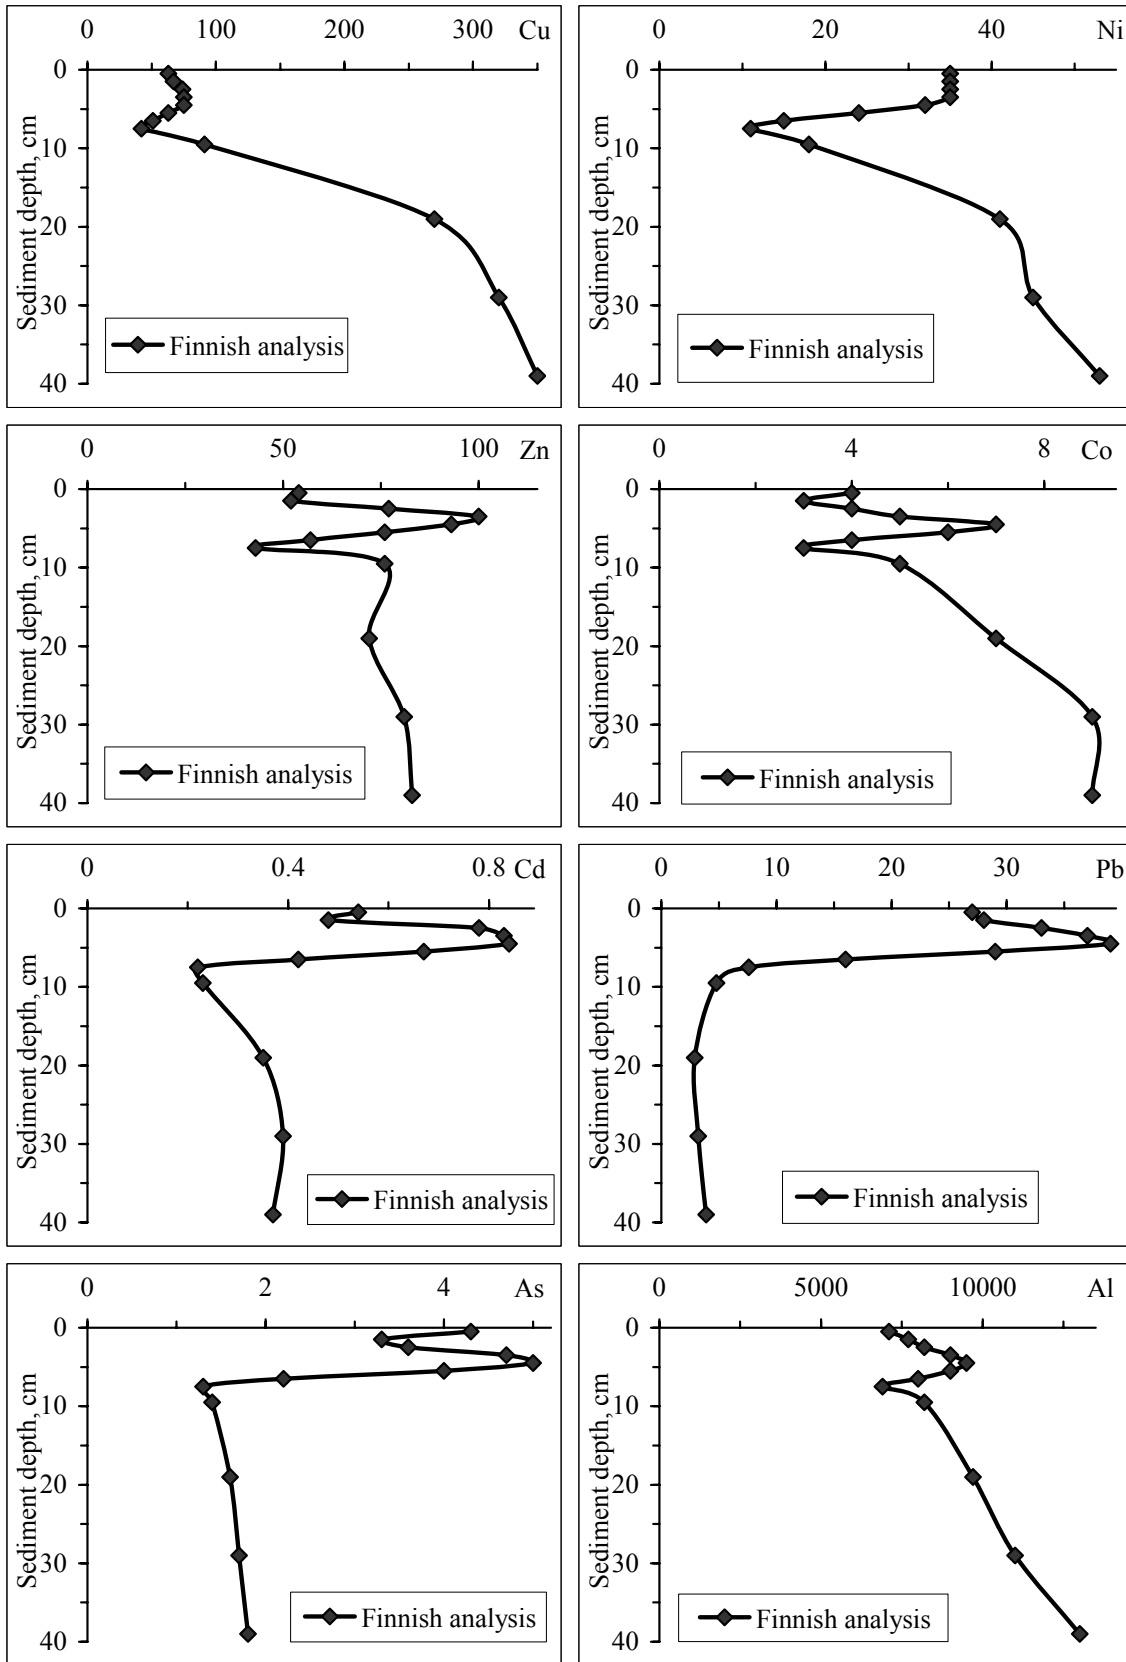 0 100 200 300 Cu
0
10
20
30
40
Sediment depth, cm
Finnish analysis
0 20 40 Ni
0
10
20
30
40
Sediment depth, cm
Finnish analysis
0 50 100 Zn
0
10
20
30
40
Sediment depth, cm
Finnish analysis
0 4 8 Co
0
10
20
30
40
Sediment depth, cm
Finnish analysis
0 0.4 0.8 Cd
0
10
20
30
40
Sediment depth, cm
Finnish analysis
0 10 20 30 Pb
0
10
20
30
40
Sediment depth, cm
Finnish analysis
0 2 4 As
0
10
20
30
40
Sediment depth, cm
Finnish analysis
0 5000 10000 Al
0
10
20
30
40
Sediment depth, cm
Finnish analysis